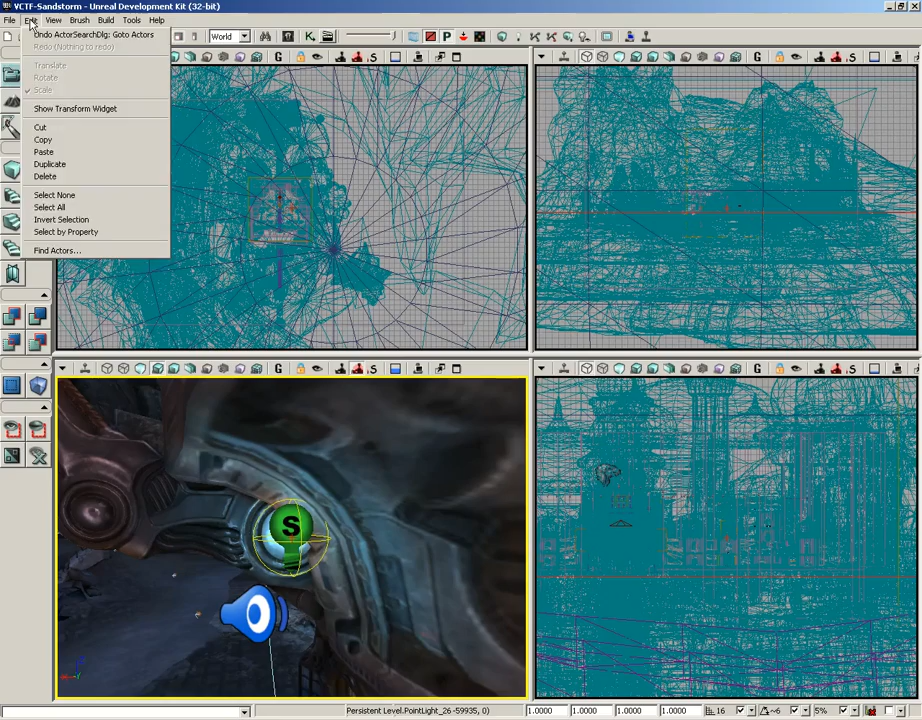 VCTF-Sandstorm - Unreal Development Kit (32-bit)
File Edit View Brush Build Tools Help
World
Undo ActorSearchDlg: Goto Actors
Redo (Nothing to redo)
Translate
Rotate
Scale
Show Transform Widget
Cut
Copy
Paste
Duplicate
Delete
Select None
Select All
Invert Selection
Select by Property
Find Actors...
G S
G S
G S
G S
S
Persistent Level.PointLight_26 -59935, 0) 1.0000 1.0000 1.0000 1.0000 16 ~6 5%